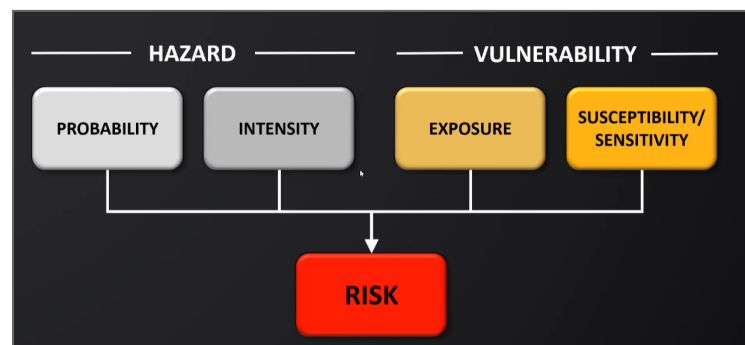 HAZARD
VULNERABILITY
PROBABILITY
INTENSITY
EXPOSURE
SUSCEPTIBILITY/
SENSITIVITY
RISK